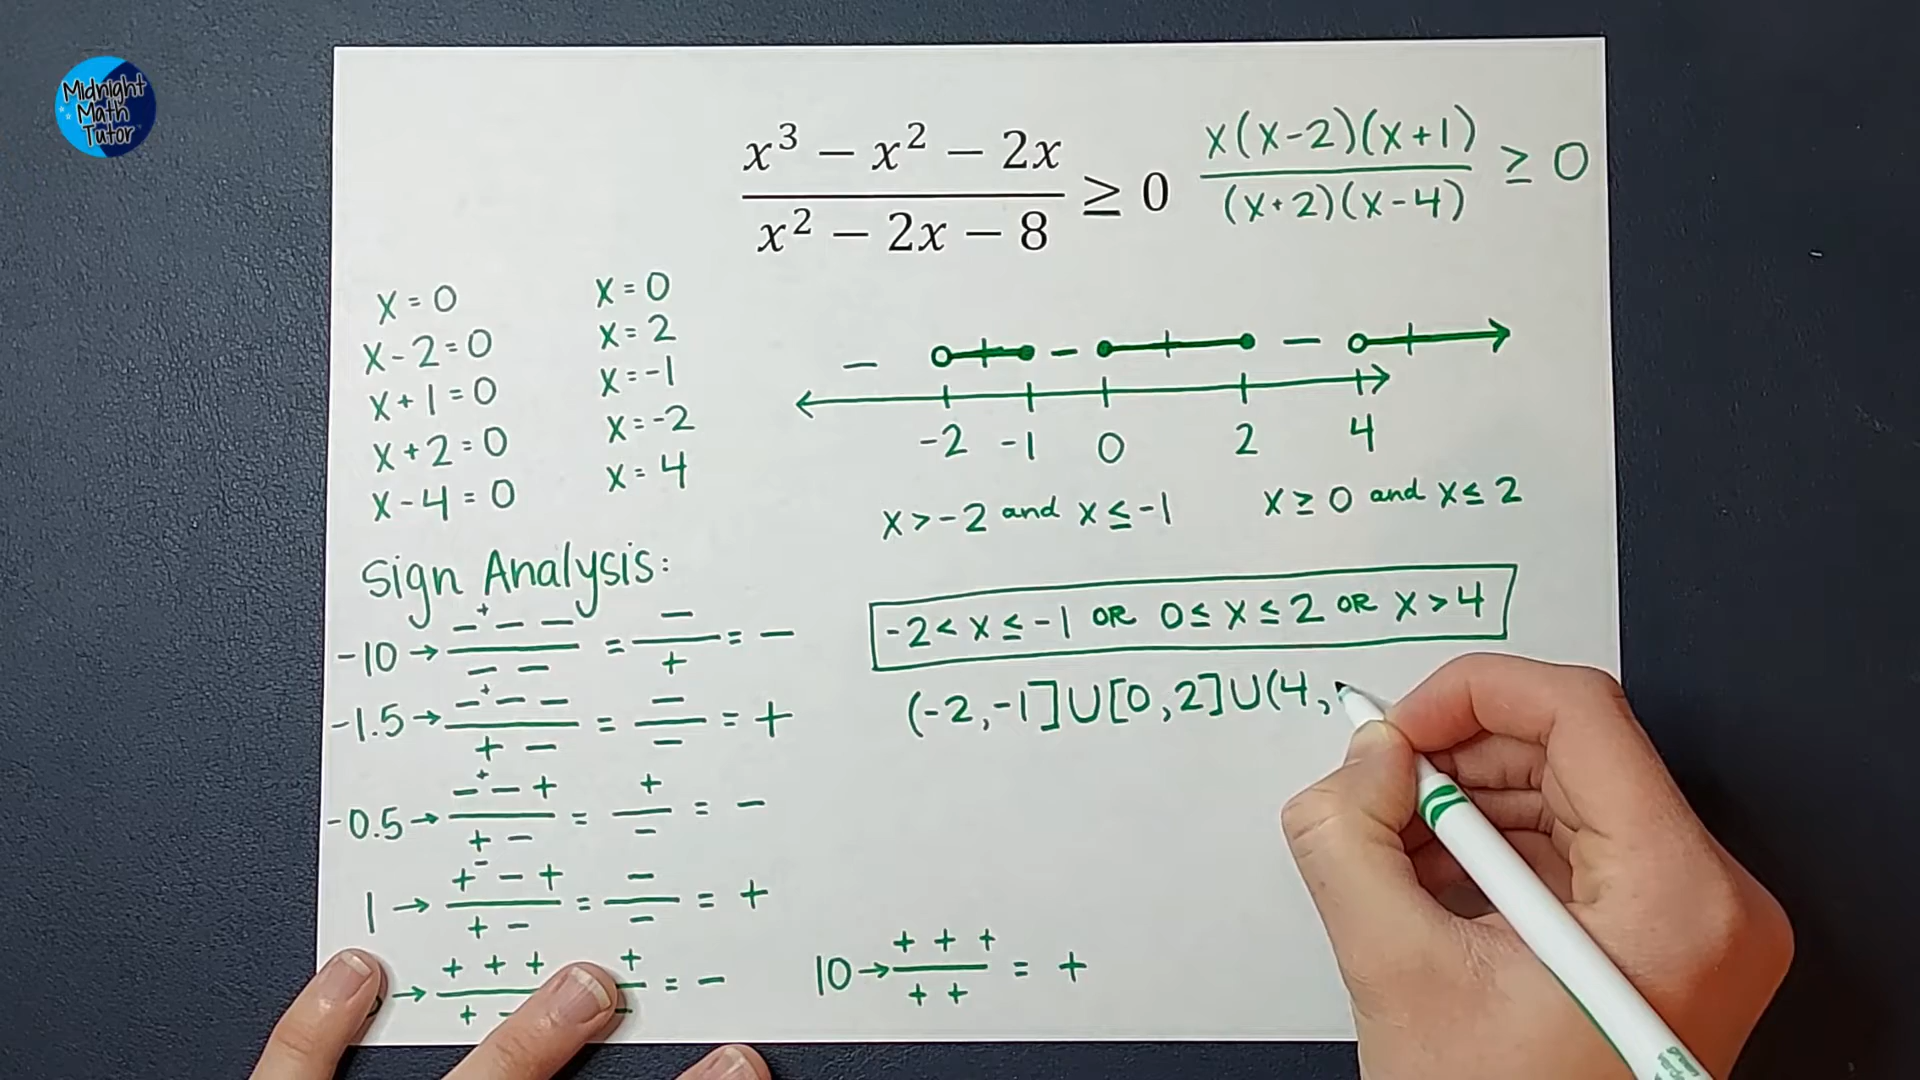 Midnight
Math
Tutor
x³ − x² − 2x
x² − 2x − 8
≥ 0
x(x-2)(x+1)
(x+2)(x-4)
≥ 0
x = 0
x - 2 = 0
x + 1 = 0
x + 2 = 0
x - 4 = 0
x = 0
x = 2
x = -1
x = -2
x = 4
− + − + − +
-2 -1 0 2 4
x > -2 and x ≤ -1
x ≥ 0 and x ≤ 2
-2 < x ≤ -1 OR 0 ≤ x ≤ 2 OR x > 4
(-2,-1]∪[0,2]∪(4,
Sign Analysis:
+
-10 → − − − / − − = − / + = −
+
-1.5 → − − − / + − = − / − = +
+
-0.5 → − − + / + − = + / − = −
-
1 → + − + / + − = − / − = +
→ + + + / + − + / − = −
10 → + + + / + + = +